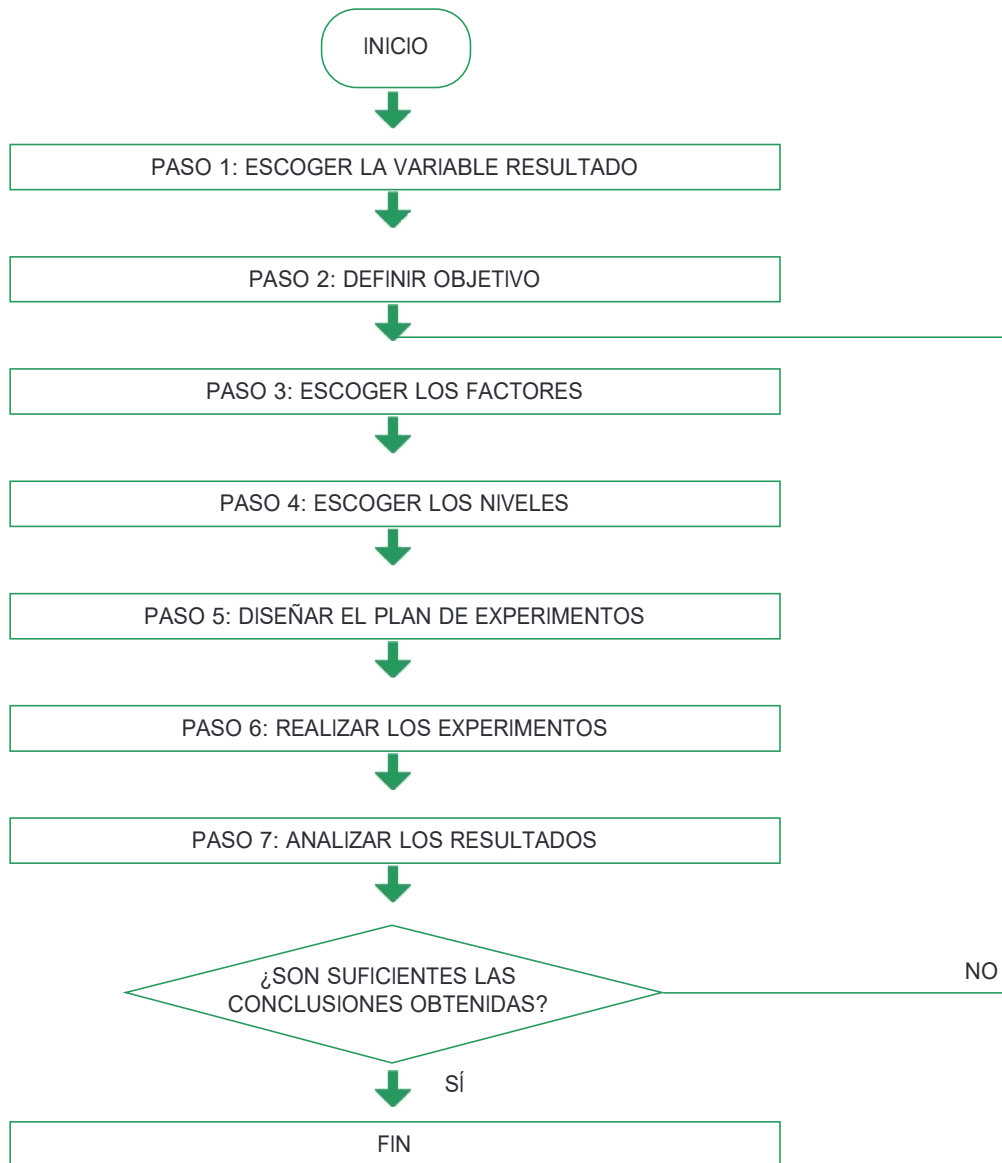 INICIO
PASO 1: ESCOGER LA VARIABLE RESULTADO
PASO 2: DEFINIR OBJETIVO
PASO 3: ESCOGER LOS FACTORES
PASO 4: ESCOGER LOS NIVELES
PASO 5: DISEÑAR EL PLAN DE EXPERIMENTOS
PASO 6: REALIZAR LOS EXPERIMENTOS
PASO 7: ANALIZAR LOS RESULTADOS
¿SON SUFICIENTES LAS
CONCLUSIONES OBTENIDAS?
NO
SÍ
FIN